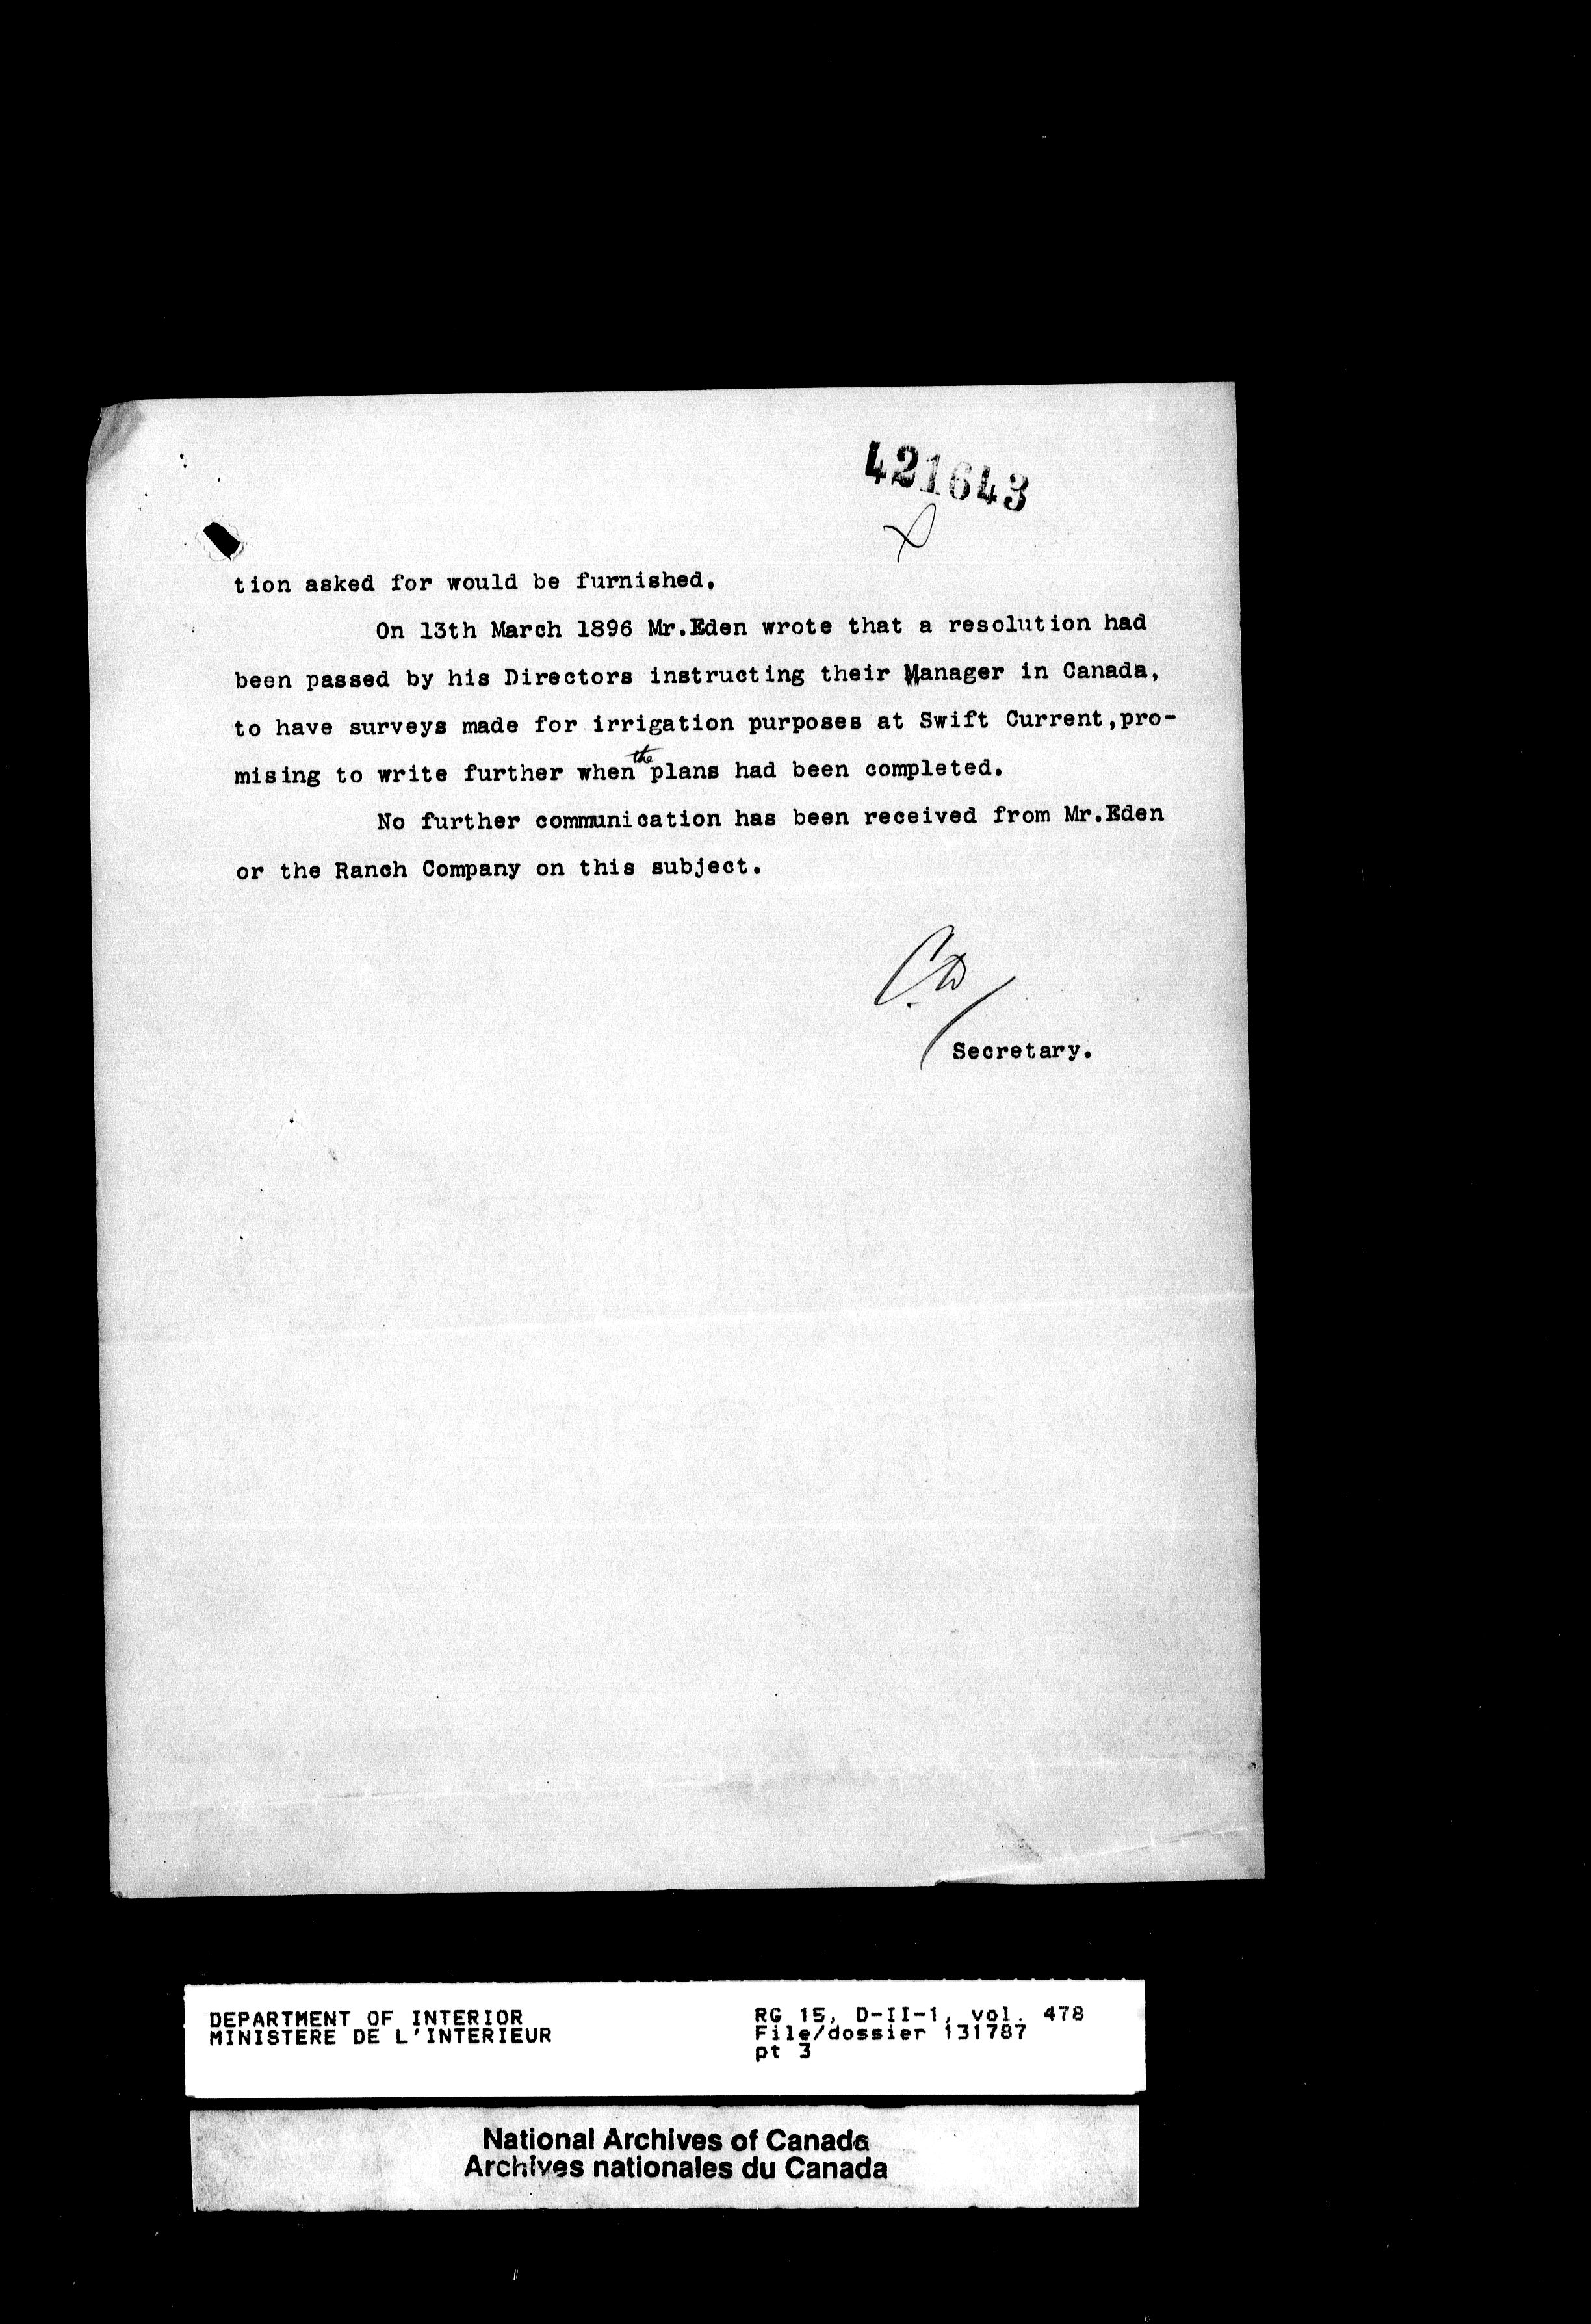 421643
tion asked for would be furnished.
On 13th March 1896 Mr.Eden wrote that a resolution had
been passed by his Directors instructing their Manager in Canada,
to have surveys made for irrigation purposes at Swift Current,pro-
mising to write further when the plans had been completed.
No further communication has been received from Mr.Eden
or the Ranch Company on this subject.
Secretary.
DEPARTMENT OF INTERIOR
MINISTERE DE L'INTERIEUR
RG 15, D-II-1, vol. 478
File/dossier 131787
pt 3
National Archives of Canada
Archives nationales du Canada